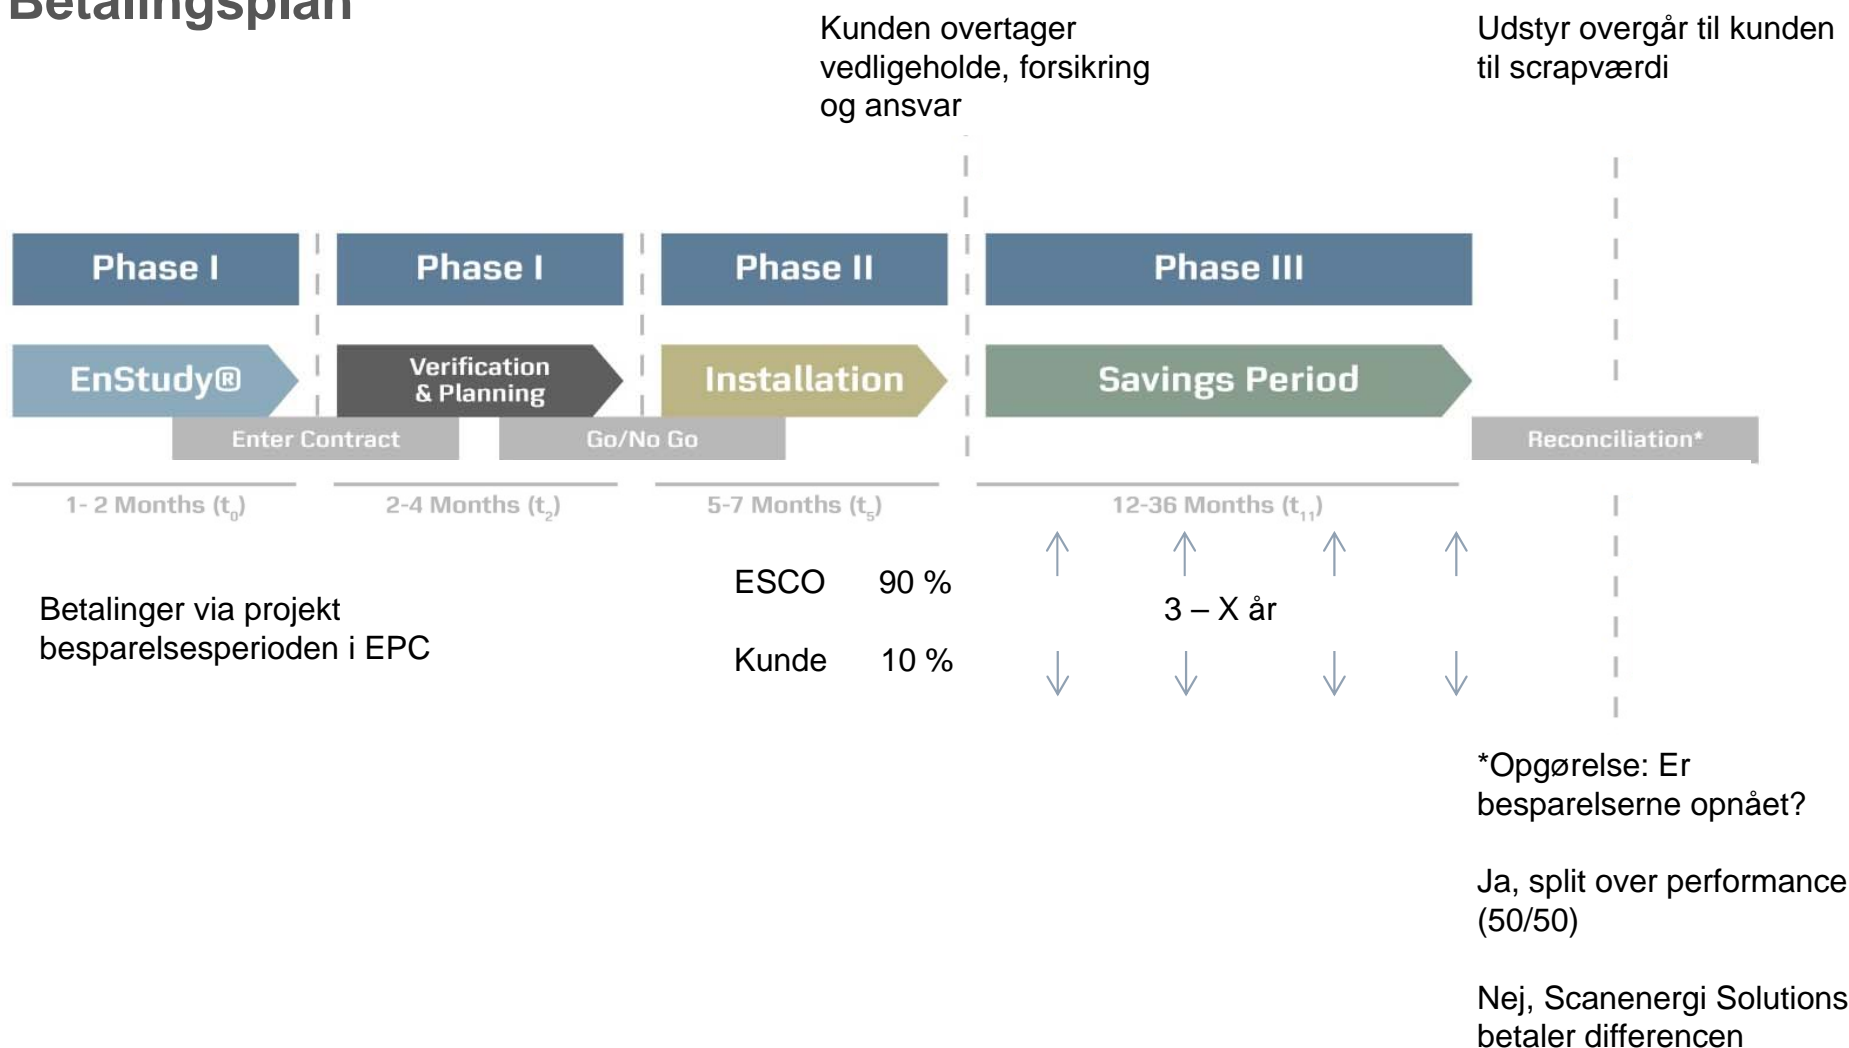 Betalingsplan
Kunden overtager
vedligeholde, forsikring
og ansvar
Udstyr overgår til kunden
til scrapværdi
Phase I
Phase I
Phase II
Phase III
EnStudy®
Verification
& Planning
Installation
Savings Period
Enter Contract
Go/No Go
Reconciliation*
1- 2 Months (t0)
2-4 Months (t2)
5-7 Months (t5)
12-36 Months (t11)
Betalinger via projekt
besparelsesperioden i EPC
ESCO 90 %
Kunde 10 %
3 – X år
*Opgørelse: Er
besparelserne opnået?
Ja, split over performance
(50/50)
Nej, Scanenergi Solutions
betaler differencen